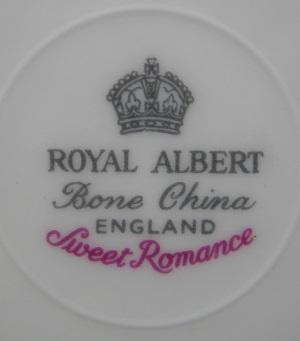 ROYAL ALBERT
Bone China
ENGLAND
Sweet Romance